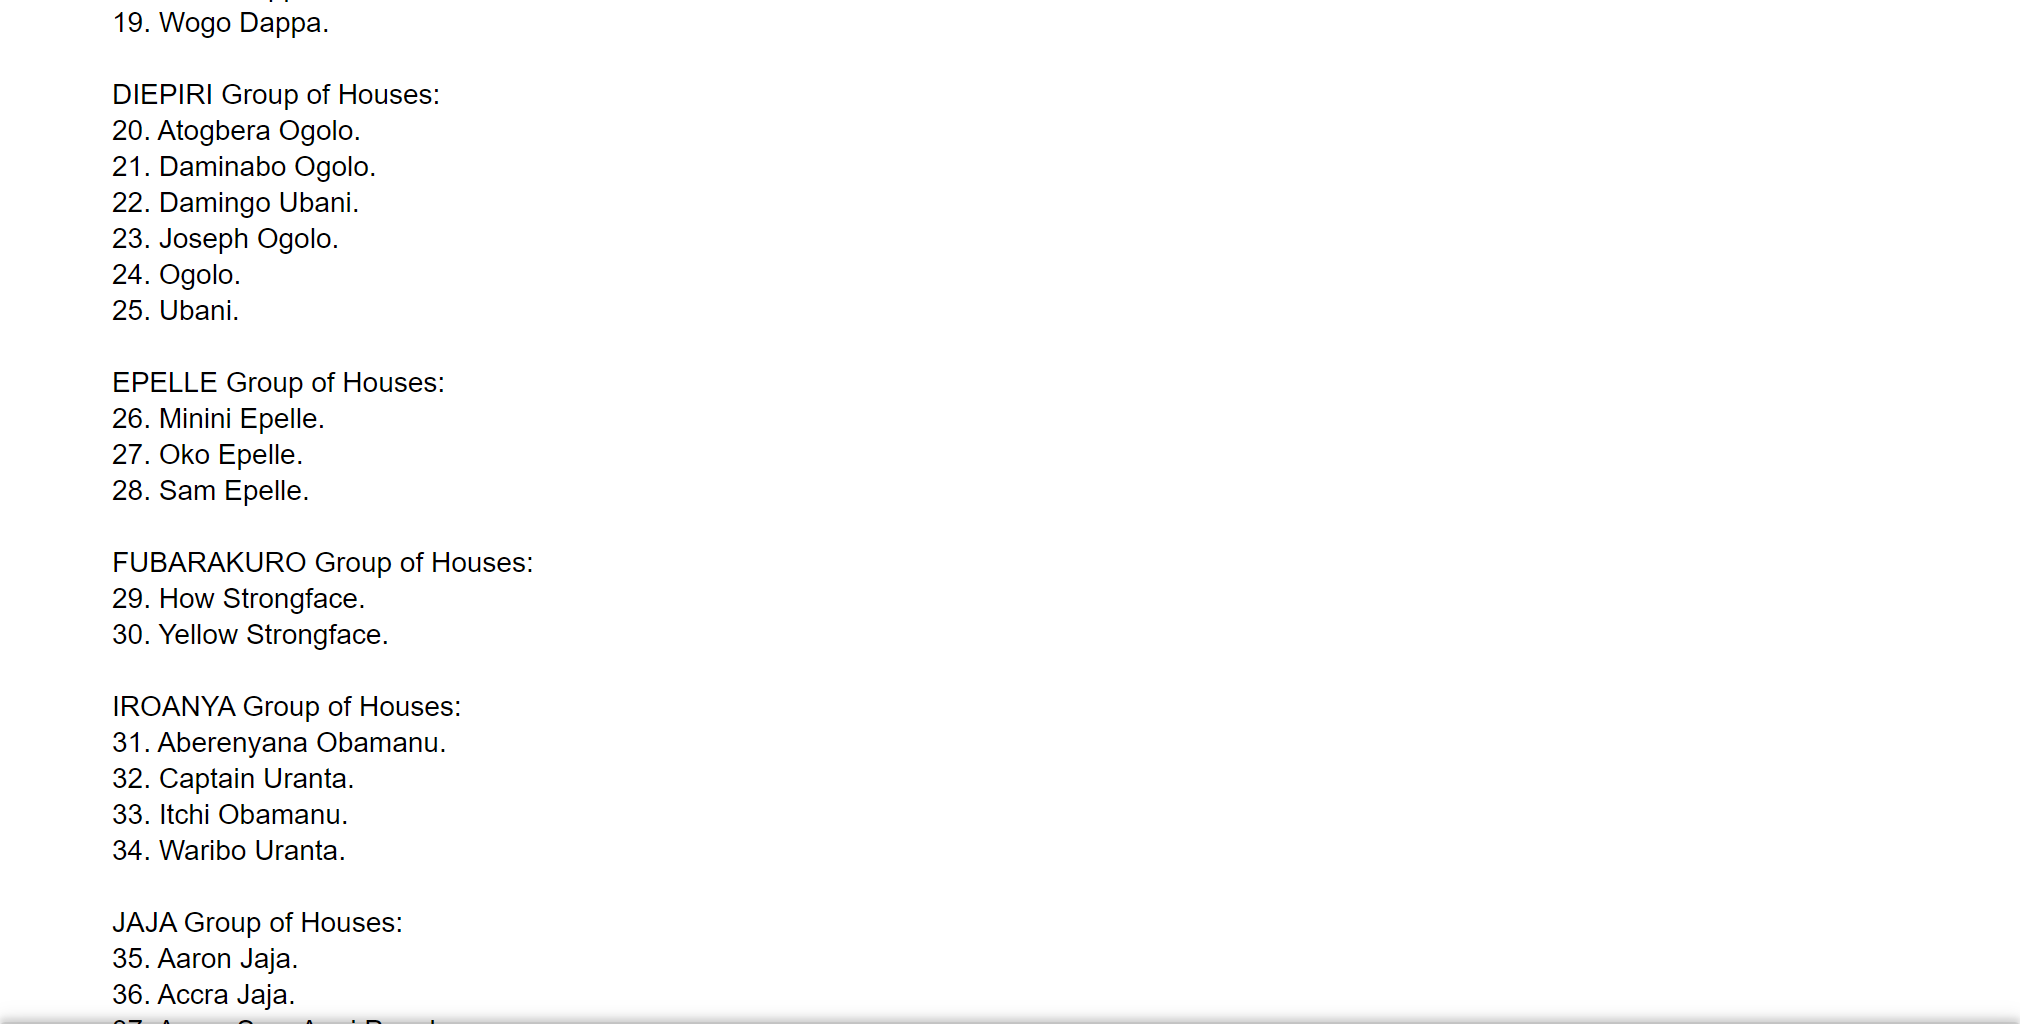 19. Wogo Dappa.
DIEPIRI Group of Houses:
20. Atogbera Ogolo.
21. Daminabo Ogolo.
22. Damingo Ubani.
23. Joseph Ogolo.
24. Ogolo.
25. Ubani.
EPELLE Group of Houses:
26. Minini Epelle.
27. Oko Epelle.
28. Sam Epelle.
FUBARAKURO Group of Houses:
29. How Strongface.
30. Yellow Strongface.
IROANYA Group of Houses:
31. Aberenyana Obamanu.
32. Captain Uranta.
33. Itchi Obamanu.
34. Waribo Uranta.
JAJA Group of Houses:
35. Aaron Jaja.
36. Accra Jaja.